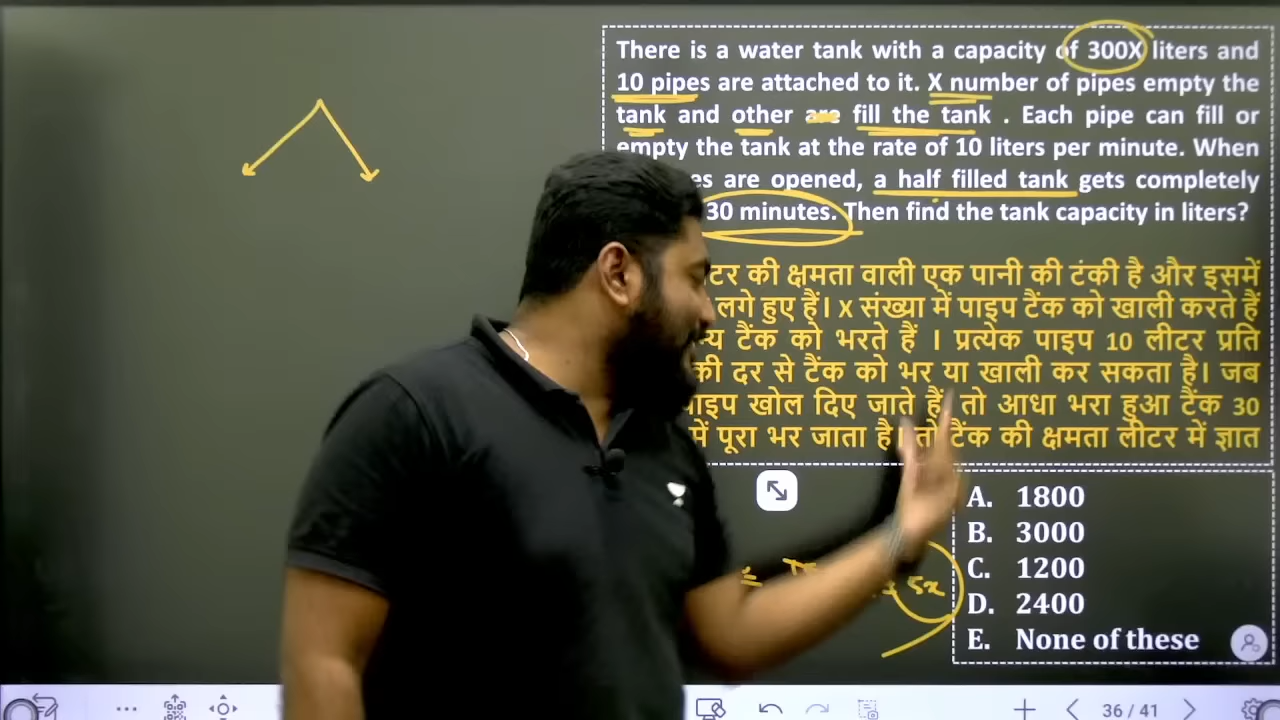 There is a water tank with a capacity of 300X liters and
10 pipes are attached to it. X number of pipes empty the
tank and other are fill the tank . Each pipe can fill or
empty the tank at the rate of 10 liters per minute. When
are opened, a half filled tank gets completely
30 minutes. Then find the tank capacity in liters?
की क्षमता वाली एक पानी की टंकी है और इसमें
लगे हुए हैं। x संख्या में पाइप टैंक को खाली करते हैं
टैंक को भरते हैं । प्रत्येक पाइप 10 लीटर प्रति
की दर से टैंक को भर या खाली कर सकता है। जब
पाइप खोल दिए जाते हैं, तो आधा भरा हुआ टैंक 30
में पूरा भर जाता है। तो टैंक की क्षमता लीटर में ज्ञात
A. 1800
B. 3000
C. 1200
5x
D. 2400
E. None of these
36 / 41